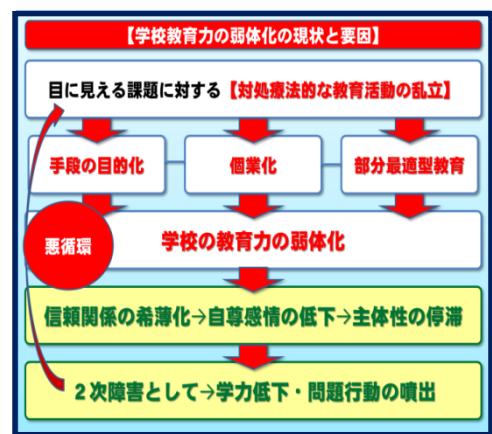 【学校教育力の弱体化の現状と要因】
目に見える課題に対する【対処療法的な教育活動の乱立】
手段の目的化
個業化
部分最適型教育
悪循環
学校の教育力の弱体化
信頼関係の希薄化→自尊感情の低下→主体性の停滞
2次障害として→学力低下・問題行動の噴出